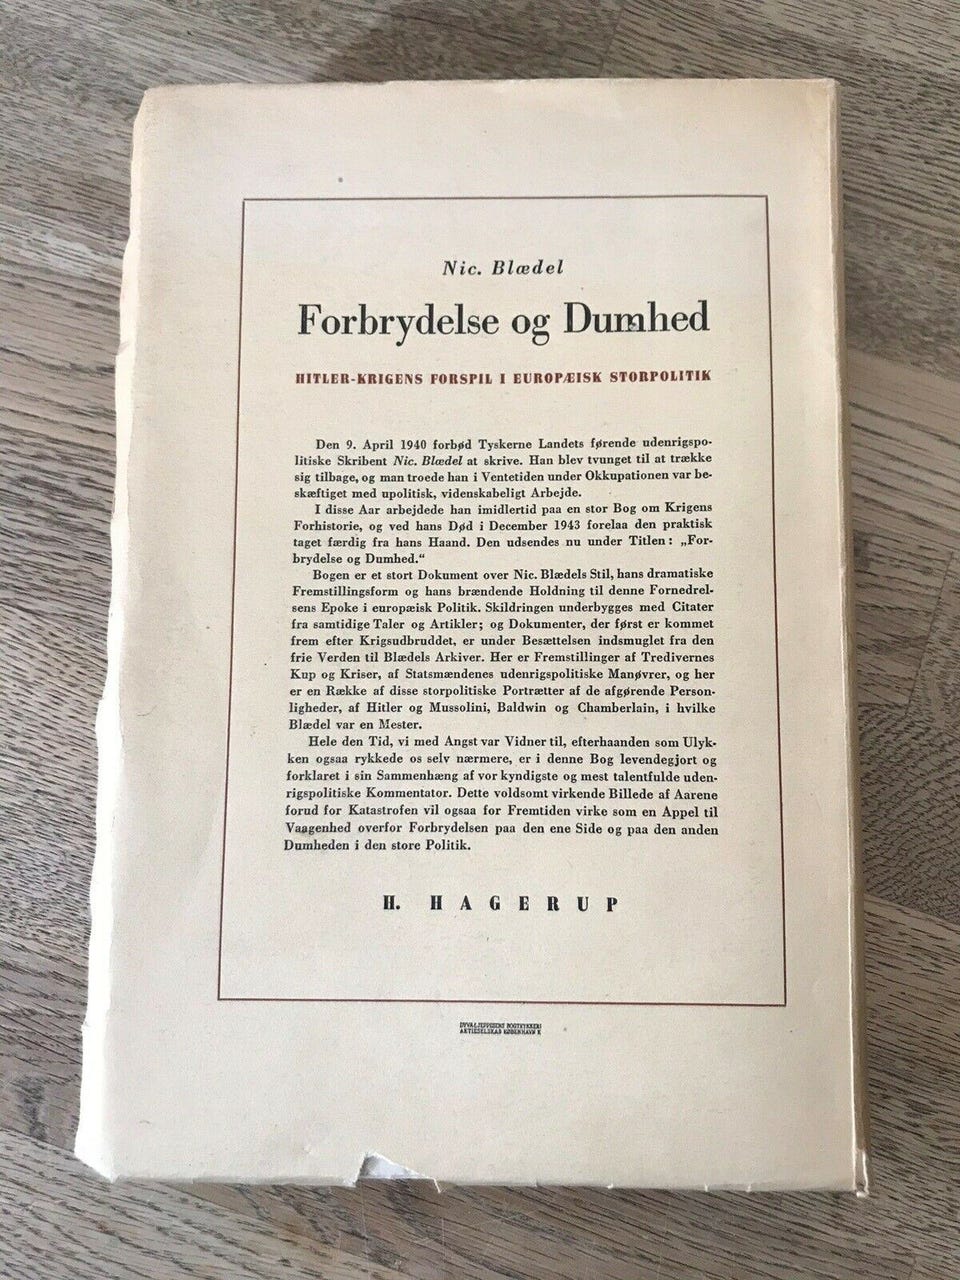 Nic. Blædel
Forbrydelse og Dumhed
HITLER-KRIGENS FORSPIL I EUROPÆISK STORPOLITIK
Den 9. April 1940 forbød Tyskerne Landets førende udenrigspo-
litiske Skribent Nic. Blædel at skrive. Han blev tvunget til at trække
sig tilbage, og man troede han i Ventetiden under Okkupationen var be-
skæftiget med upolitisk, videnskabeligt Arbejde.
I disse Aar arbejdede han imidlertid paa en stor Bog om Krigens
Forhistorie, og ved hans Død i December 1943 forelaa den praktisk
taget færdig fra hans Haand. Den udsendes nu under Titlen: „For-
brydelse og Dumhed.“
Bogen er et stort Dokument over Nic. Blædels Stil, hans dramatiske
Fremstillingsform og hans brændende Holdning til denne Fornedrel-
sens Epoke i europæisk Politik. Skildringen underbygges med Citater
fra samtidige Taler og Artikler; og Dokumenter, der først er kommet
frem efter Krigsudbruddet, er under Besættelsen indsmuglet fra den
frie Verden til Blædels Arkiver. Her er Fremstillinger af Tredivernes
Kup og Kriser, af Statsmændenes udenrigspolitiske Manøvrer, og her
er en Række af disse storpolitiske Portrætter af de afgørende Person-
ligheder, af Hitler og Mussolini, Baldwin og Chamberlain, i hvilke
Blædel var en Mester.
Hele den Tid, vi med Angst var Vidner til, efterhaanden som Ulyk-
ken ogsaa rykkede os selv nærmere, er i denne Bog levendegjort og
forklaret i sin Sammenhæng af vor kyndigste og mest talentfulde uden-
rigspolitiske Kommentator. Dette voldsomt virkende Billede af Aarene
forud for Katastrofen vil ogsaa for Fremtiden virke som en Appel til
Vaagenhed overfor Forbrydelsen paa den ene Side og paa den anden
Dumheden i den store Politik.
H. HAGERUP
DYVA & JEPPESENS BOGTRYKKERI
AKTIESELSKAB KØBENHAVN K